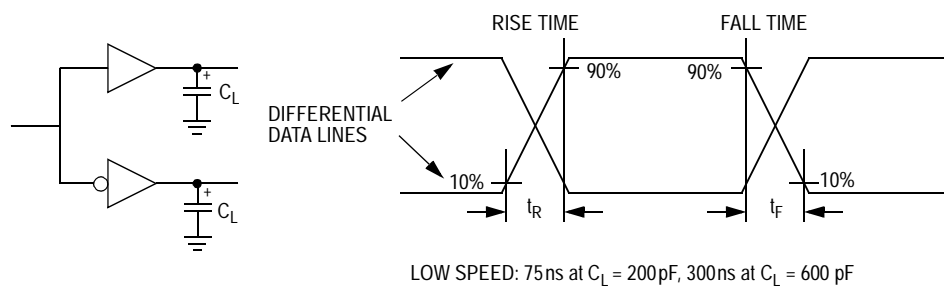 RISE TIME
FALL TIME
90%
90%
+
C_L
DIFFERENTIAL
DATA LINES
10%
10%
+
C_L
t_R
t_F
LOW SPEED: 75ns at C_L = 200pF, 300ns at C_L = 600 pF